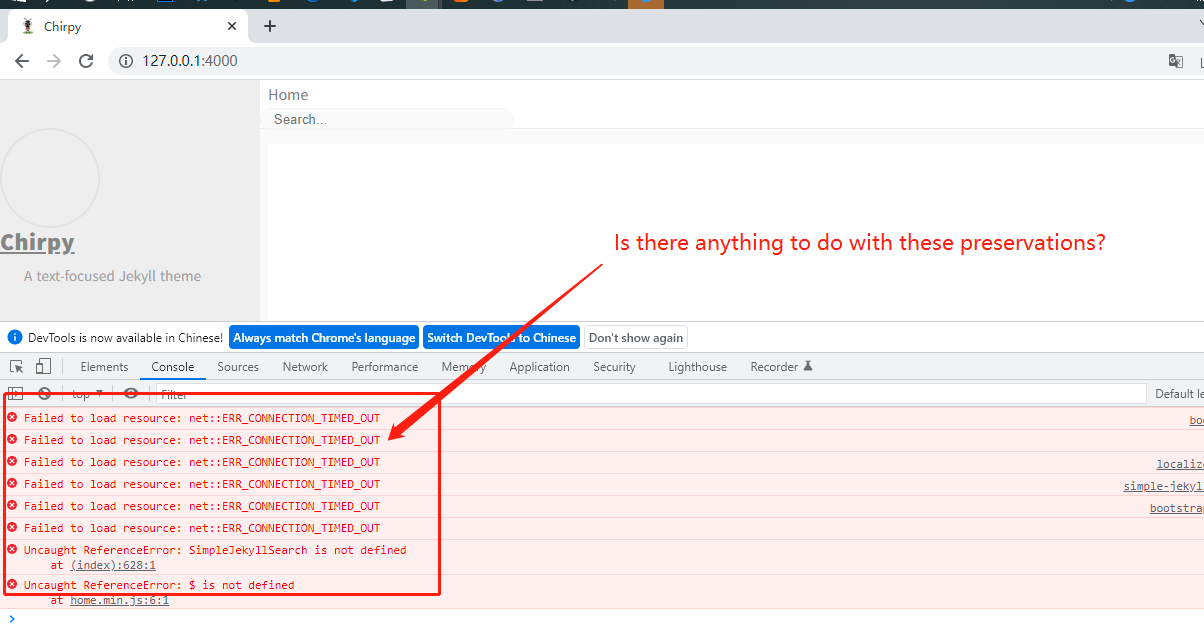 Chirpy
127.0.0.1:4000
Home
Search...
Chirpy
A text-focused Jekyll theme
Is there anything to do with these preservations?
DevTools is now available in Chinese! Always match Chrome's language Switch DevTools to Chinese Don't show again
Elements Console Sources Network Performance Memory Application Security Lighthouse Recorder
top Filter Default le
Failed to load resource: net::ERR_CONNECTION_TIMED_OUT boo
Failed to load resource: net::ERR_CONNECTION_TIMED_OUT
Failed to load resource: net::ERR_CONNECTION_TIMED_OUT localize
Failed to load resource: net::ERR_CONNECTION_TIMED_OUT simple-jekyll
Failed to load resource: net::ERR_CONNECTION_TIMED_OUT bootstrap
Failed to load resource: net::ERR_CONNECTION_TIMED_OUT
Uncaught ReferenceError: SimpleJekyllSearch is not defined
at (index):628:1
Uncaught ReferenceError: $ is not defined
at home.min.js:6:1